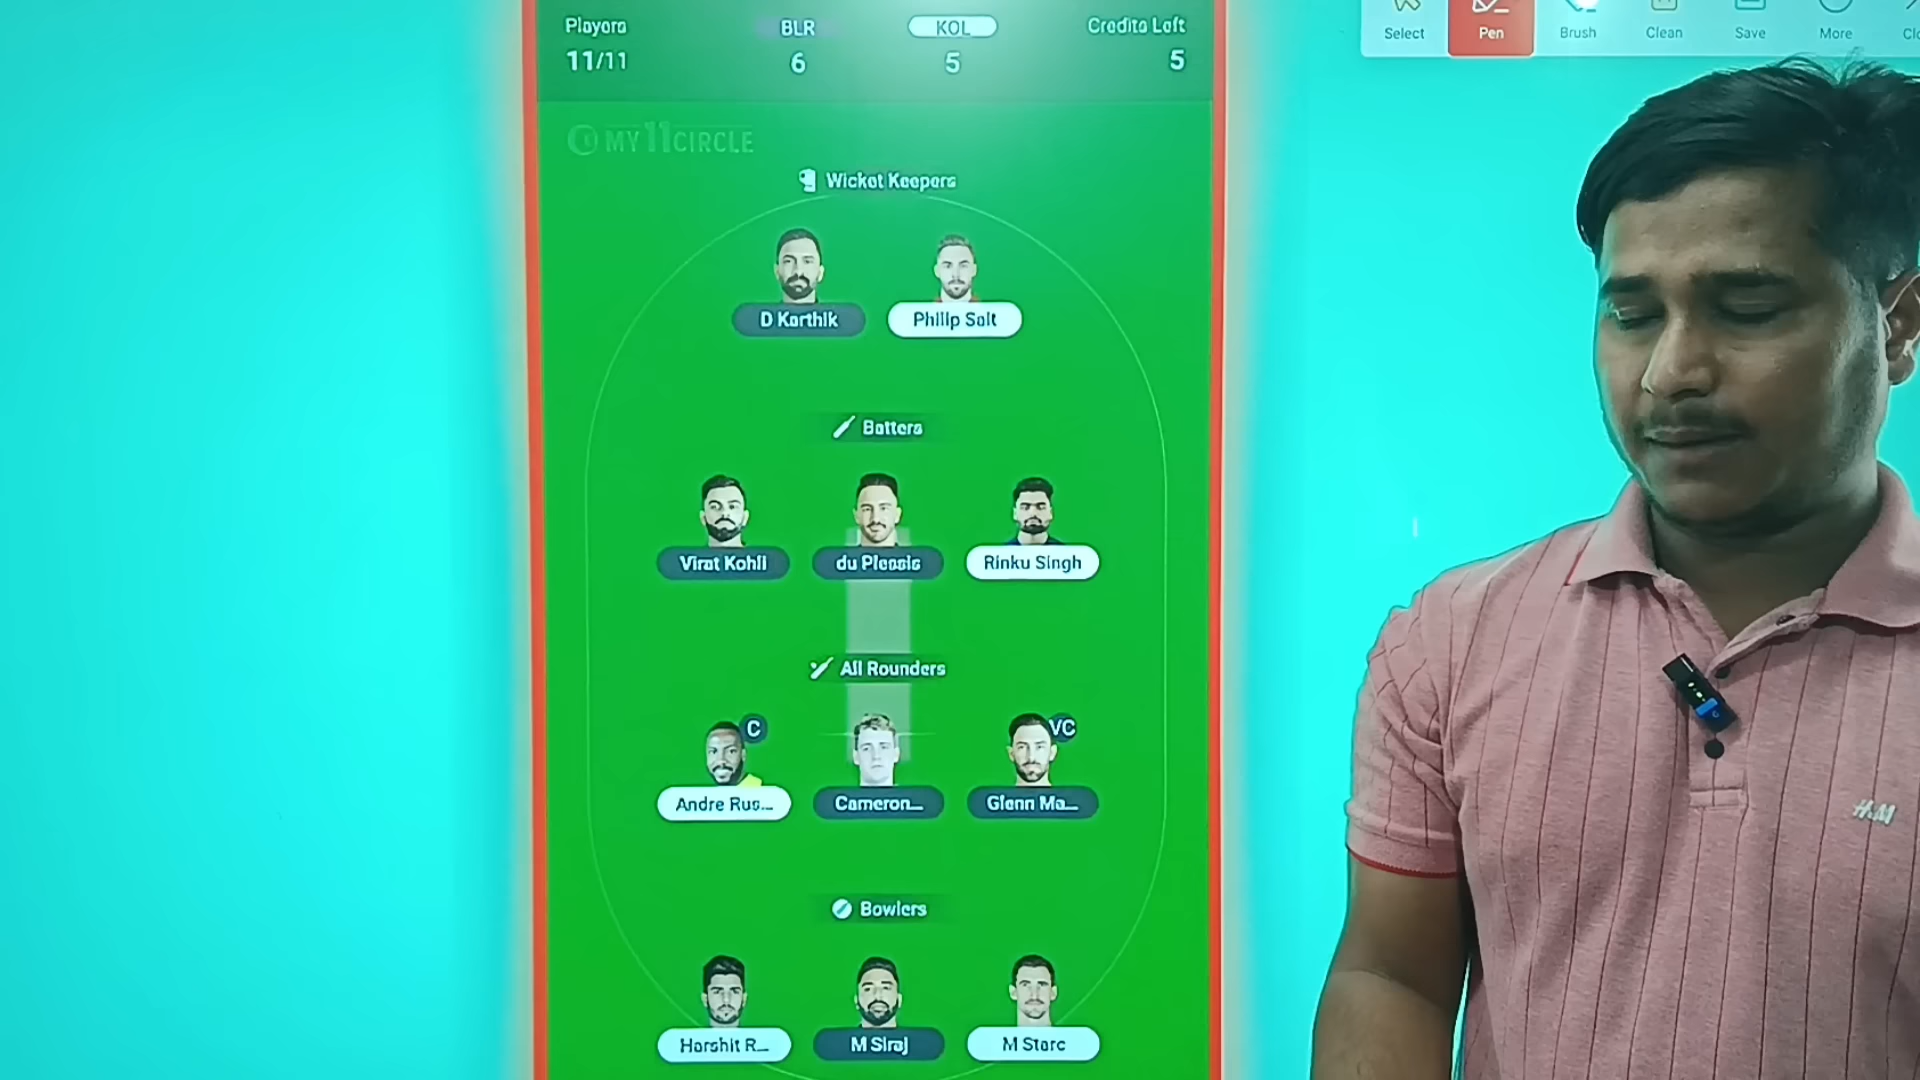 Players BLR KOL Credits Left
11/11 6 5 5
MY11CIRCLE
Wicket Keepers
D Karthik Philip Salt
Batters
Virat Kohli du Plessis Rinku Singh
All Rounders
C VC
Andre Rus... Cameron... Glenn Ma...
Bowlers
Harshit R... M Siraj M Starc
Select Pen Brush Clean Save More Clo
H&M